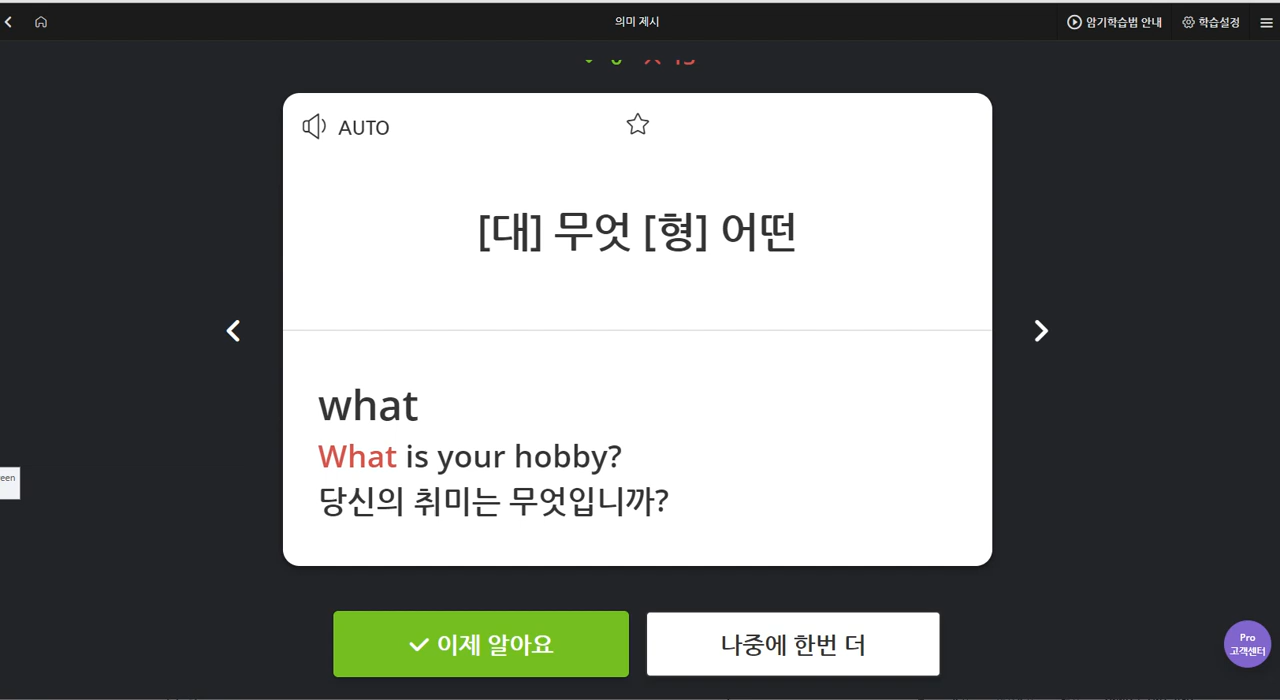 의미 제시
암기학습법 안내
학습설정
AUTO
[대] 무엇 [형] 어떤
what
What is your hobby?
당신의 취미는 무엇입니까?
een
이제 알아요
나중에 한번 더
Pro
고객센터